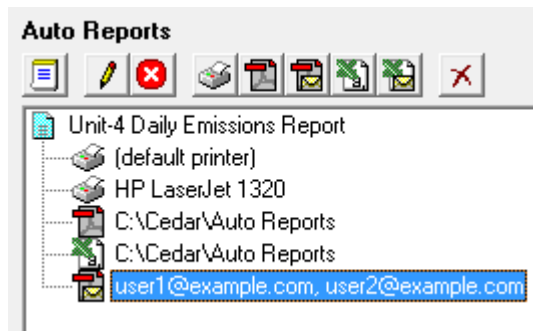 Auto Reports
Unit-4 Daily Emissions Report
(default printer)
HP LaserJet 1320
C:\Cedar\Auto Reports
C:\Cedar\Auto Reports
user1@example.com, user2@example.com